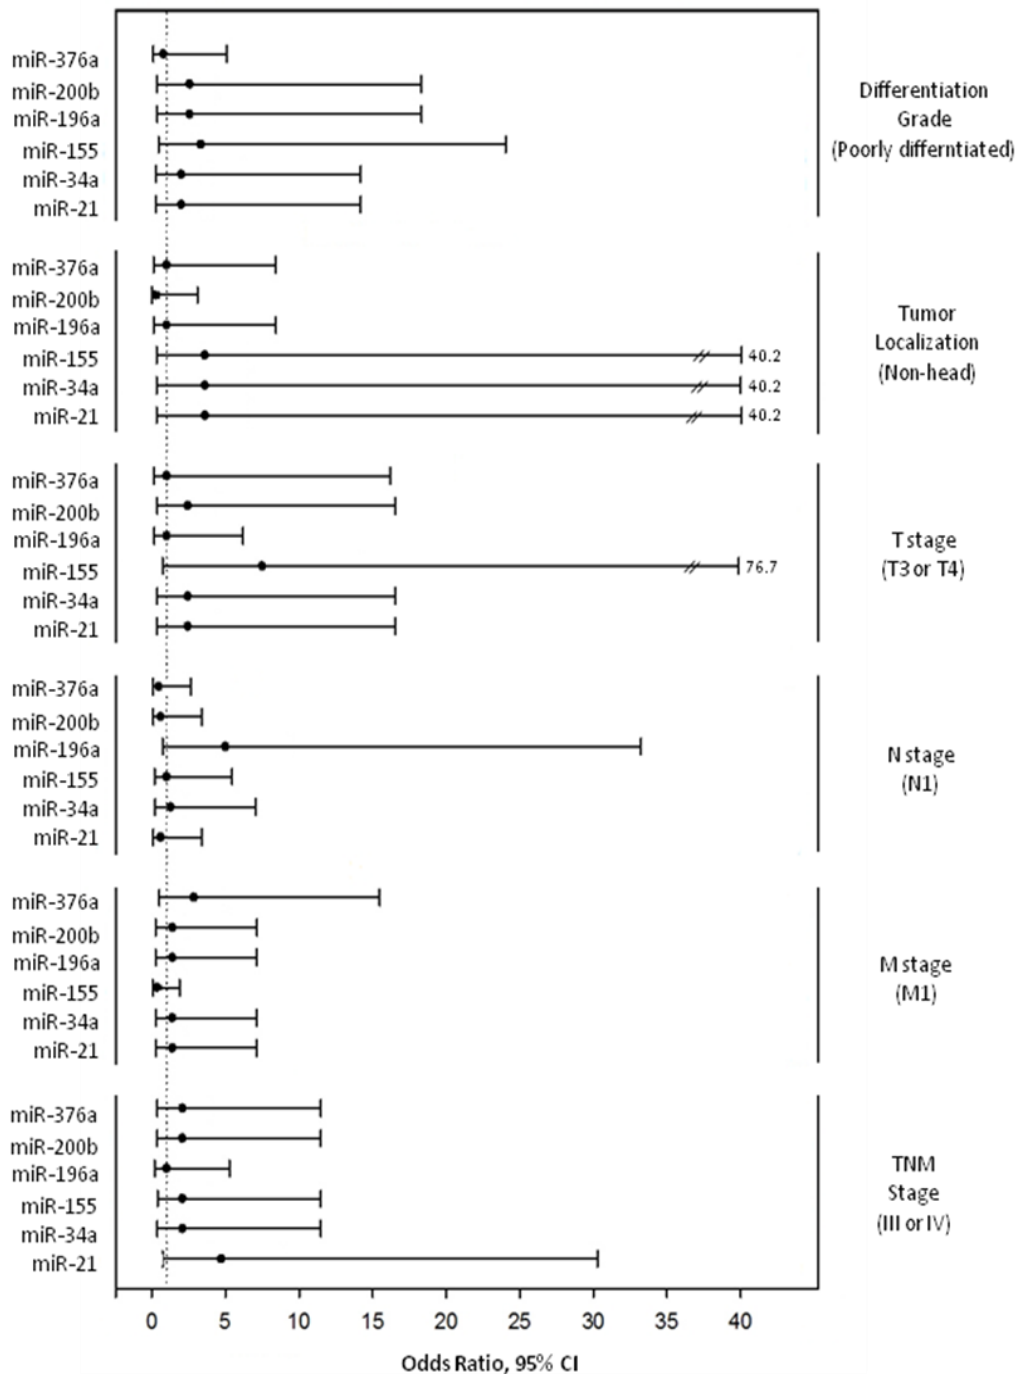 miR-376a
miR-200b
miR-196a
miR-155
miR-34a
miR-21
Differentiation
Grade
(Poorly differntiated)
miR-376a
miR-200b
miR-196a
miR-155
40.2
miR-34a
40.2
miR-21
40.2
Tumor
Localization
(Non-head)
miR-376a
miR-200b
miR-196a
miR-155
76.7
miR-34a
miR-21
T stage
(T3 or T4)
miR-376a
miR-200b
miR-196a
miR-155
miR-34a
miR-21
N stage
(N1)
miR-376a
miR-200b
miR-196a
miR-155
miR-34a
miR-21
M stage
(M1)
miR-376a
miR-200b
miR-196a
miR-155
miR-34a
miR-21
TNM
Stage
(III or IV)
0 5 10 15 20 25 30 35 40
Odds Ratio, 95% CI